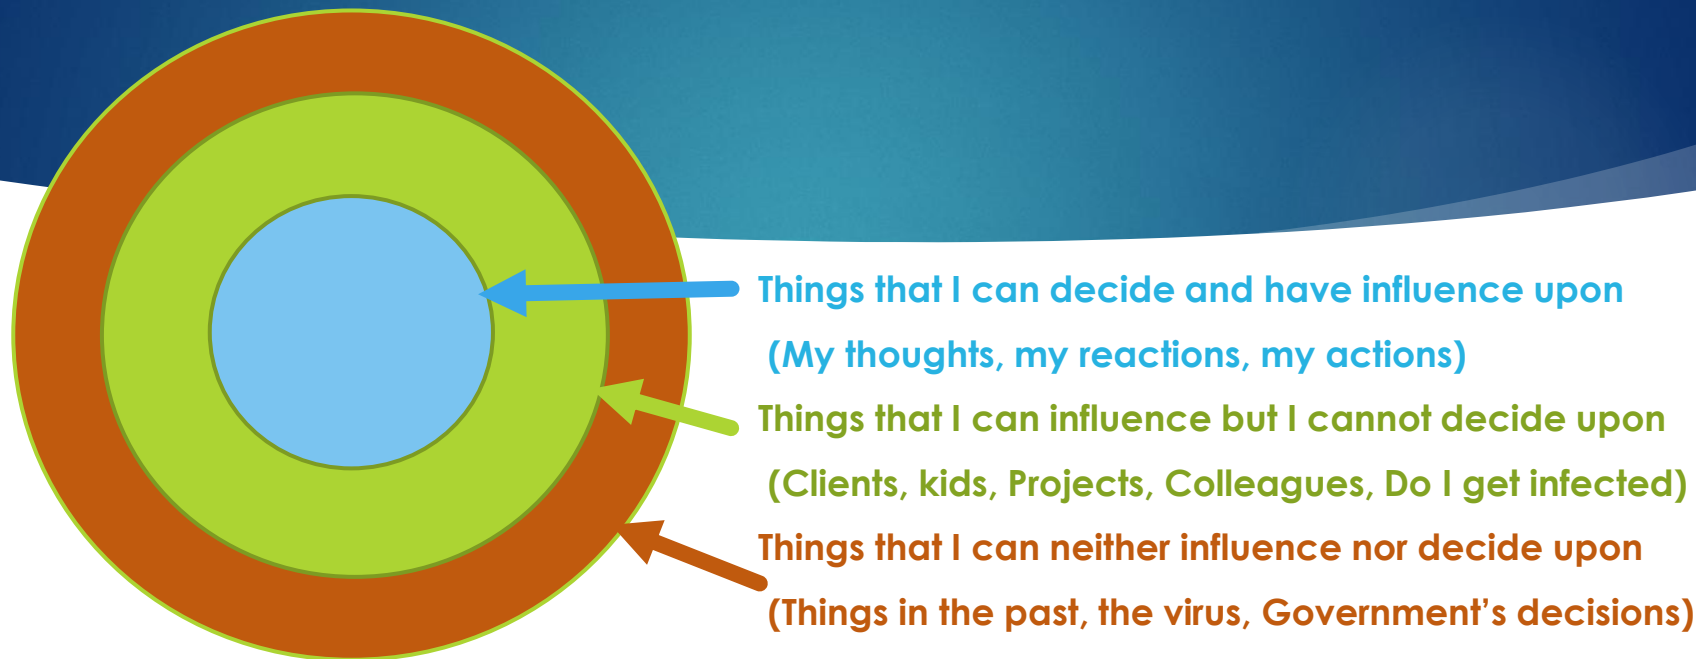 Things that I can decide and have influence upon
(My thoughts, my reactions, my actions)
Things that I can influence but I cannot decide upon
(Clients, kids, Projects, Colleagues, Do I get infected)
Things that I can neither influence nor decide upon
(Things in the past, the virus, Government’s decisions)